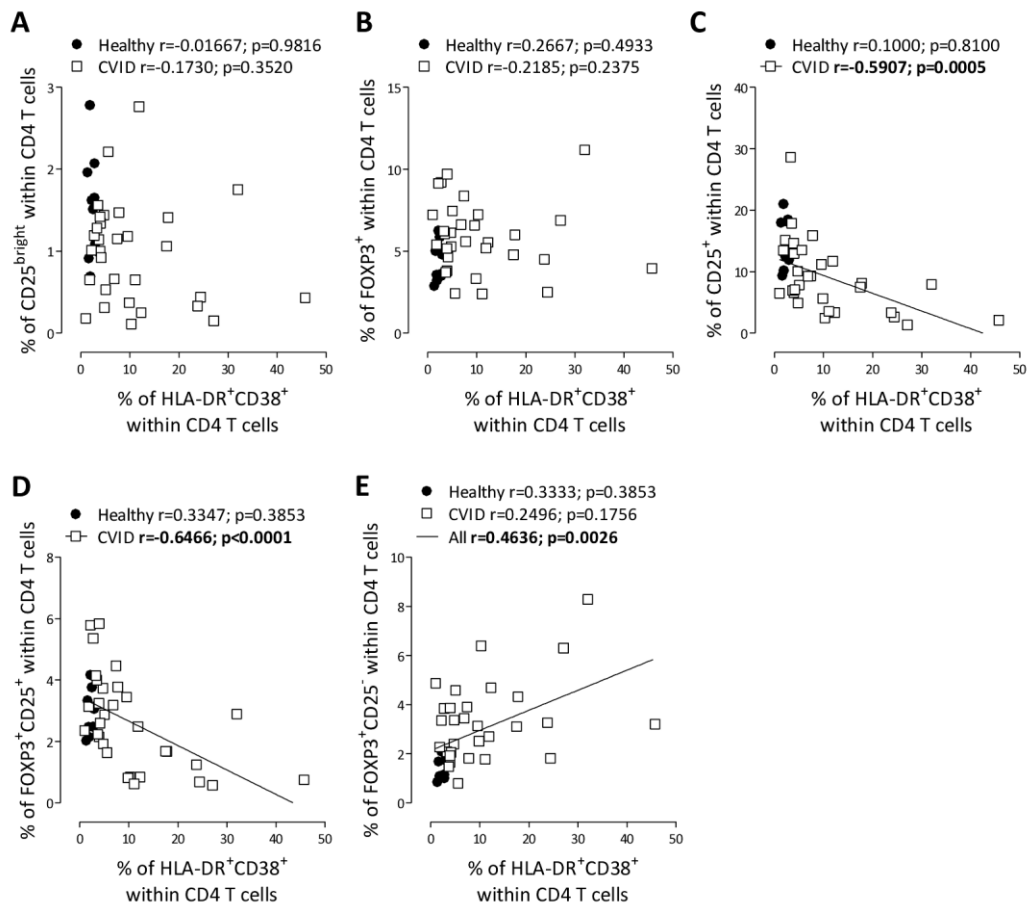 A
Healthy r=-0.01667; p=0.9816
CVID r=-0.1730; p=0.3520
% of CD25bright within CD4 T cells
3
2
1
0
0 10 20 30 40 50
% of HLA-DR+CD38+
within CD4 T cells
B
Healthy r=0.2667; p=0.4933
CVID r=-0.2185; p=0.2375
% of FOXP3+ within CD4 T cells
15
10
5
0
0 10 20 30 40 50
% of HLA-DR+CD38+
within CD4 T cells
C
Healthy r=0.1000; p=0.8100
CVID r=-0.5907; p=0.0005
% of CD25+ within CD4 T cells
40
30
20
10
0
0 10 20 30 40 50
% of HLA-DR+CD38+
within CD4 T cells
D
Healthy r=0.3347; p=0.3853
CVID r=-0.6466; p<0.0001
% of FOXP3+CD25+ within CD4 T cells
8
6
4
2
0
0 10 20 30 40 50
% of HLA-DR+CD38+
within CD4 T cells
E
Healthy r=0.3333; p=0.3853
CVID r=0.2496; p=0.1756
All r=0.4636; p=0.0026
% of FOXP3+CD25- within CD4 T cells
10
8
6
4
2
0
0 10 20 30 40 50
% of HLA-DR+CD38+
within CD4 T cells